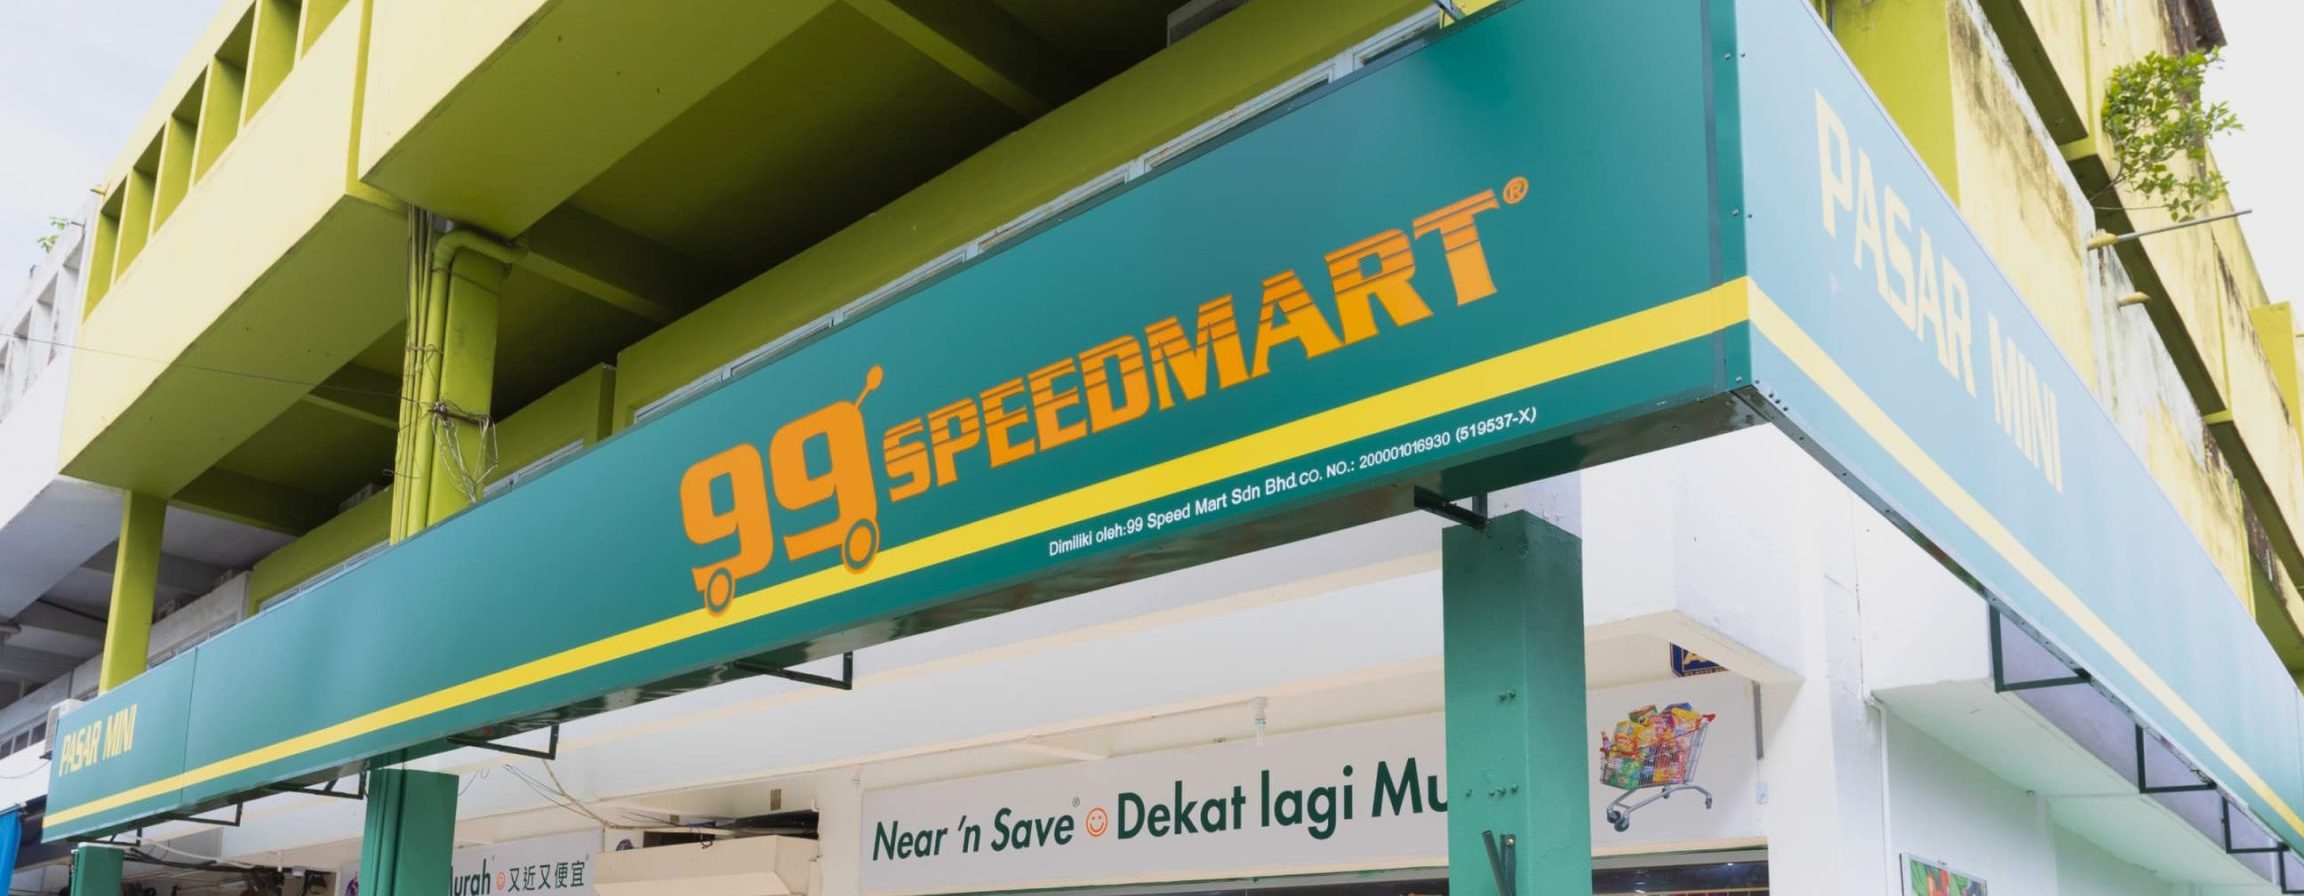 99 SPEEDMART®
Dimiliki oleh:99 Speed Mart Sdn Bhd.CO. NO.: 200001016930 (519537-X)
PASAR MINI
PASAR MINI
Near 'n Save® Dekat lagi Mu
urah 又近又便宜